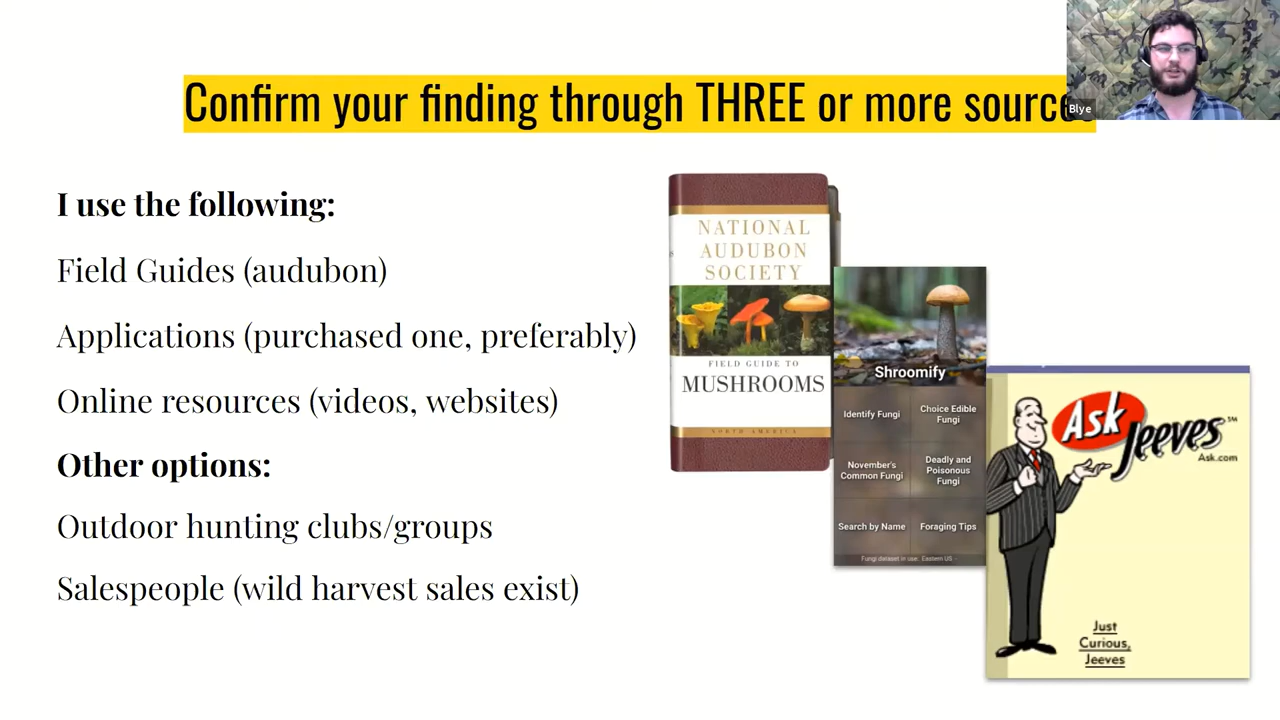 Confirm your finding through THREE or more source
Blye
I use the following:
Field Guides (audubon)
Applications (purchased one, preferably)
Online resources (videos, websites)
Other options:
Outdoor hunting clubs/groups
Salespeople (wild harvest sales exist)
NATIONAL
AUDUBON
SOCIETY
FIELD GUIDE TO
MUSHROOMS
NORTH AMERICA
Shroomify
Identify Fungi
Choice Edible
Fungi
November's
Common Fungi
Deadly and
Poisonous
Fungi
Search by Name
Foraging Tips
Fungi dataset in use: Eastern US
Ask
Jeeves℠
Ask.com
Just
Curious,
Jeeves